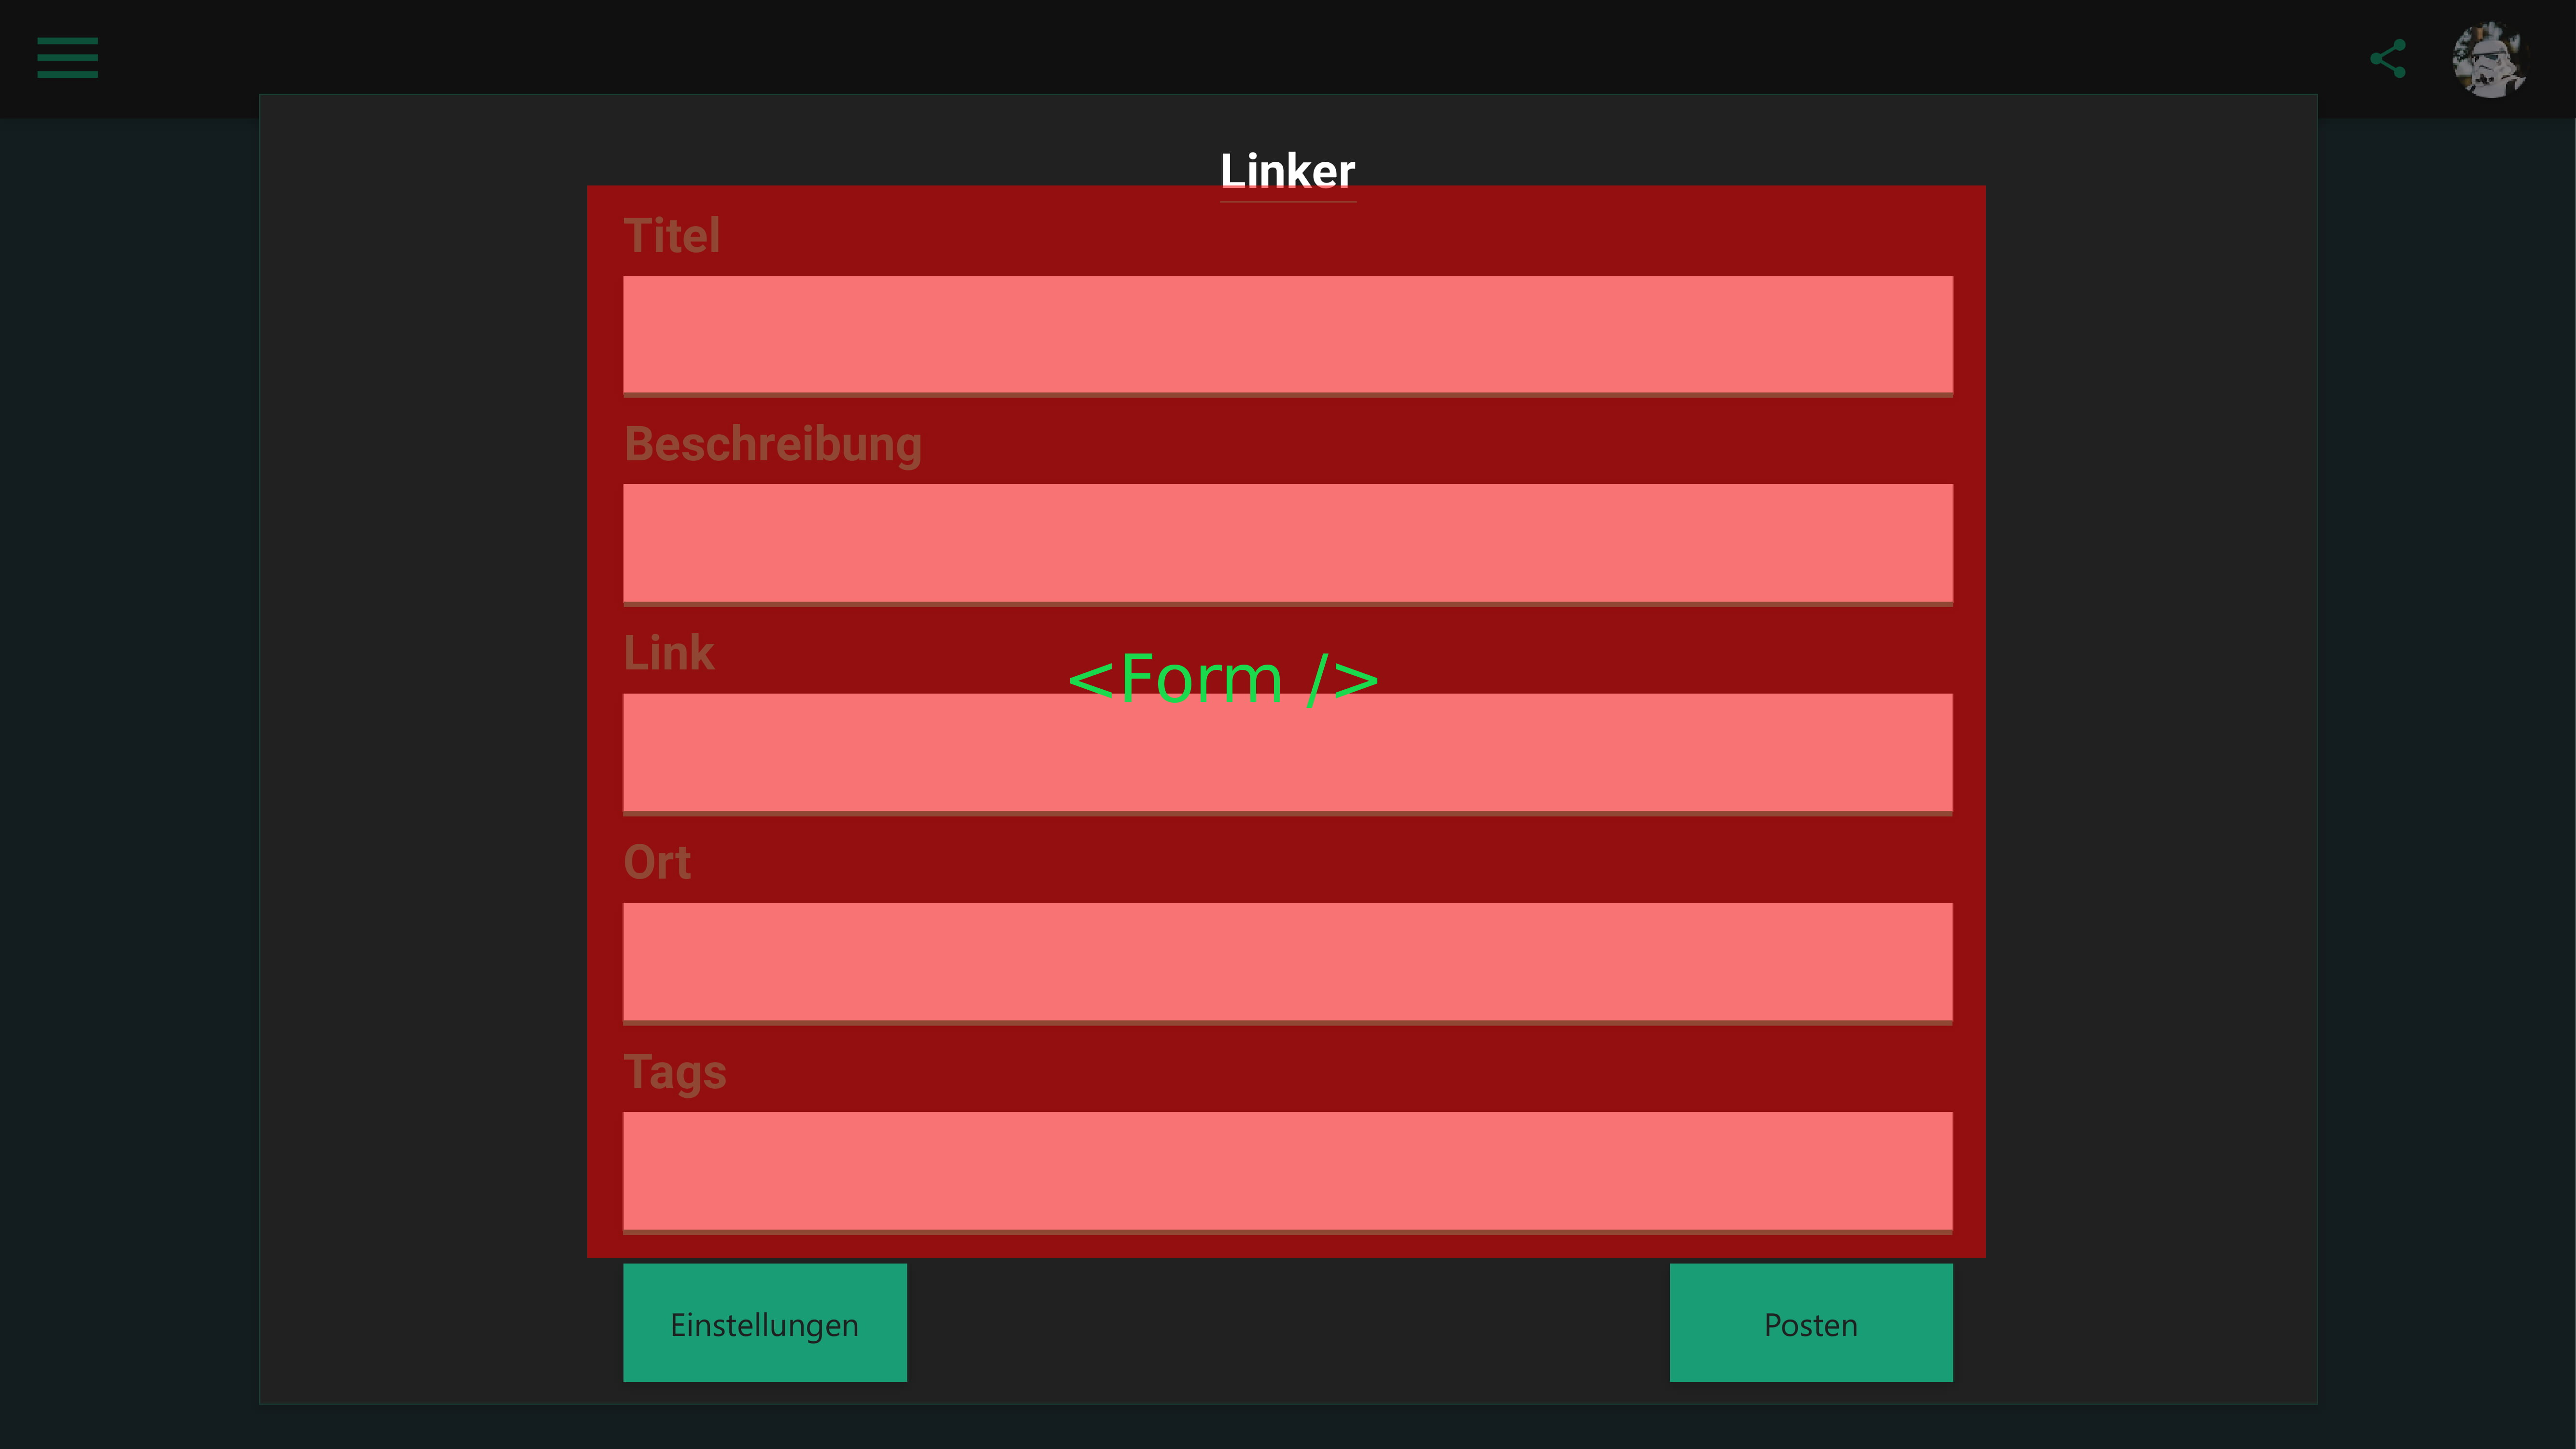 Linker
Titel
Beschreibung
Link
<Form />
Ort
Tags
Einstellungen
Posten